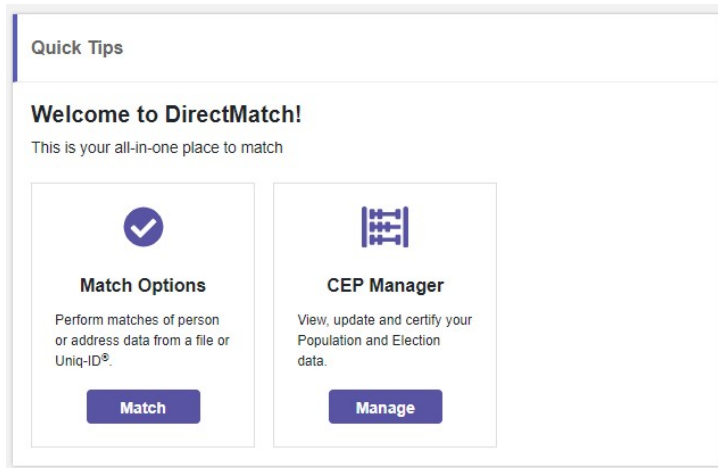 Quick Tips
Welcome to DirectMatch!
This is your all-in-one place to match
Match Options
Perform matches of person
or address data from a file or
Uniq-ID®.
Match
CEP Manager
View, update and certify your
Population and Election
data.
Manage